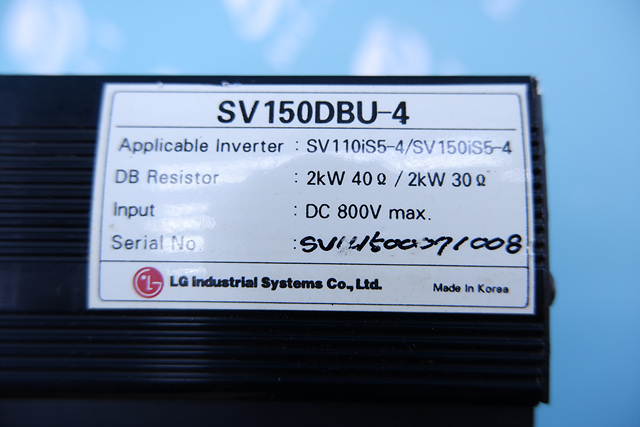 SV150DBU-4
Applicable Inverter : SV110iS5-4/SV150iS5-4
DB Resistor : 2kW 40Ω / 2kW 30Ω
Input : DC 800V max.
Serial No. :
LG Industrial Systems Co., Ltd. Made In Korea